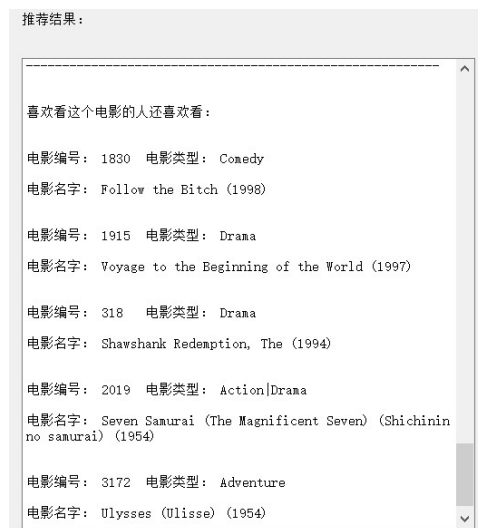 推荐结果：
---------------------------------------------------------
喜欢看这个电影的人还喜欢看：
电影编号： 1830 电影类型： Comedy
电影名字： Follow the Bitch (1998)
电影编号： 1915 电影类型： Drama
电影名字： Voyage to the Beginning of the World (1997)
电影编号： 318 电影类型： Drama
电影名字： Shawshank Redemption, The (1994)
电影编号： 2019 电影类型： Action|Drama
电影名字： Seven Samurai (The Magnificent Seven) (Shichinin
no samurai) (1954)
电影编号： 3172 电影类型： Adventure
电影名字： Ulysses (Ulisse) (1954)